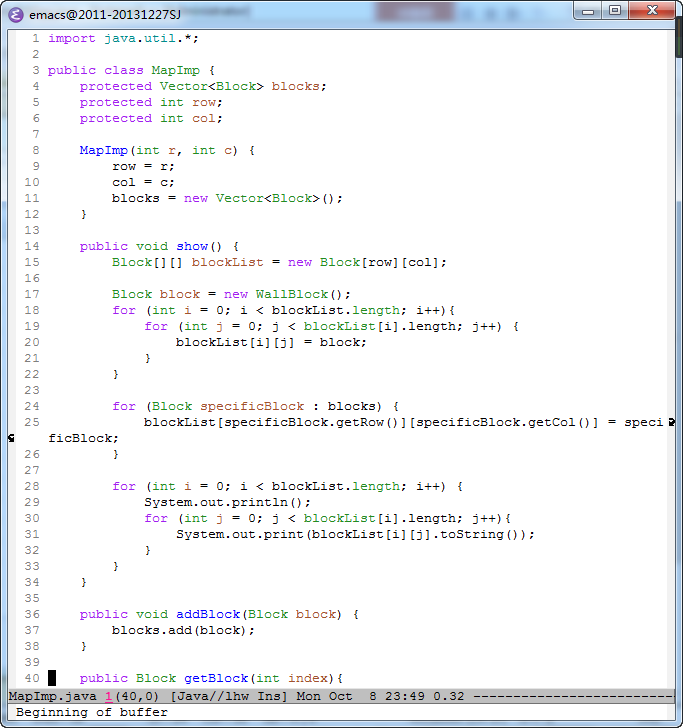 emacs@2011-20131227SJ
1 import java.util.*;
2
3 public class MapImp {
4     protected Vector<Block> blocks;
5     protected int row;
6     protected int col;
7
8     MapImp(int r, int c) {
9         row = r;
10         col = c;
11         blocks = new Vector<Block>();
12     }
13
14     public void show() {
15         Block[][] blockList = new Block[row][col];
16
17         Block block = new WallBlock();
18         for (int i = 0; i < blockList.length; i++){
19             for (int j = 0; j < blockList[i].length; j++) {
20                 blockList[i][j] = block;
21             }
22         }
23
24         for (Block specificBlock : blocks) {
25             blockList[specificBlock.getRow()][specificBlock.getCol()] = speci
ficBlock;
26         }
27
28         for (int i = 0; i < blockList.length; i++) {
29             System.out.println();
30             for (int j = 0; j < blockList[i].length; j++){
31                 System.out.print(blockList[i][j].toString());
32             }
33         }
34     }
35
36     public void addBlock(Block block) {
37         blocks.add(block);
38     }
39
40     public Block getBlock(int index){
MapImp.java 1(40,0) [Java//lhw Ins] Mon Oct  8 23:49 0.32 -------------------------
Beginning of buffer